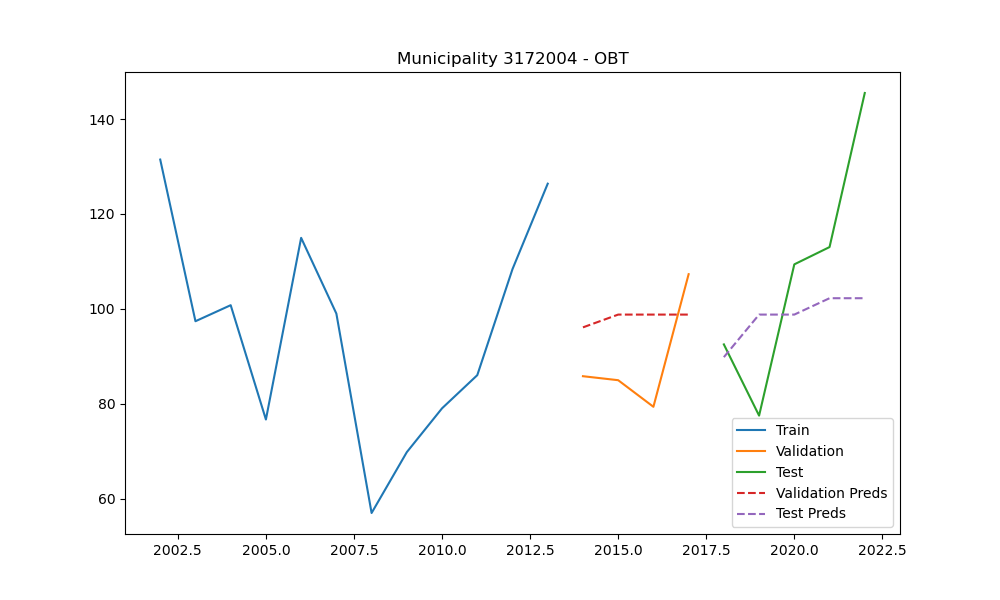 Municipality 3172004 - OBT
140
120
100
80
60
Train
Validation
Test
Validation Preds
Test Preds
2002.5 2005.0 2007.5 2010.0 2012.5 2015.0 2017.5 2020.0 2022.5